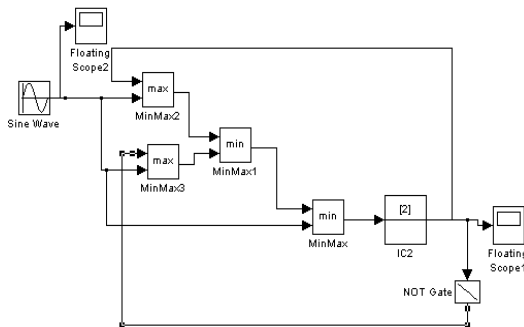 Floating
Scope2
Sine Wave
max
MinMax2
min
MinMax1
max
MinMax3
min
MinMax
[2]
IC2
Floating
Scope1
NOT Gate